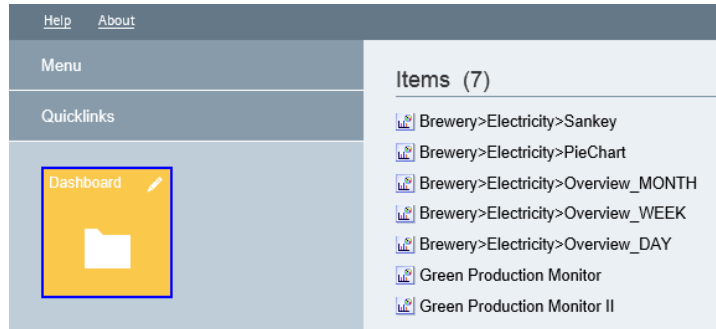 Help About
Menu
Quicklinks
Dashboard
Items (7)
Brewery>Electricity>Sankey
Brewery>Electricity>PieChart
Brewery>Electricity>Overview_MONTH
Brewery>Electricity>Overview_WEEK
Brewery>Electricity>Overview_DAY
Green Production Monitor
Green Production Monitor II